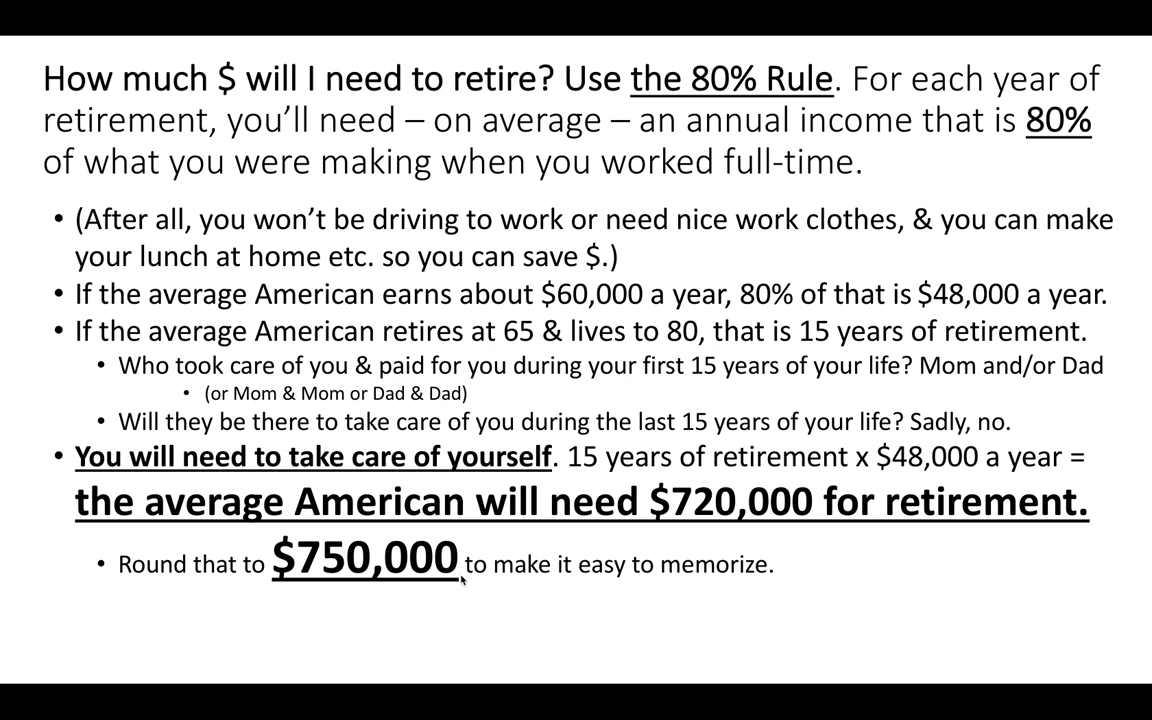 How much $ will I need to retire? Use the 80% Rule. For each year of
retirement, you’ll need – on average – an annual income that is 80%
of what you were making when you worked full-time.
• (After all, you won’t be driving to work or need nice work clothes, & you can make
your lunch at home etc. so you can save $.)
• If the average American earns about $60,000 a year, 80% of that is $48,000 a year.
• If the average American retires at 65 & lives to 80, that is 15 years of retirement.
• Who took care of you & paid for you during your first 15 years of your life? Mom and/or Dad
• (or Mom & Mom or Dad & Dad)
• Will they be there to take care of you during the last 15 years of your life? Sadly, no.
• You will need to take care of yourself. 15 years of retirement x $48,000 a year =
the average American will need $720,000 for retirement.
• Round that to $750,000 to make it easy to memorize.